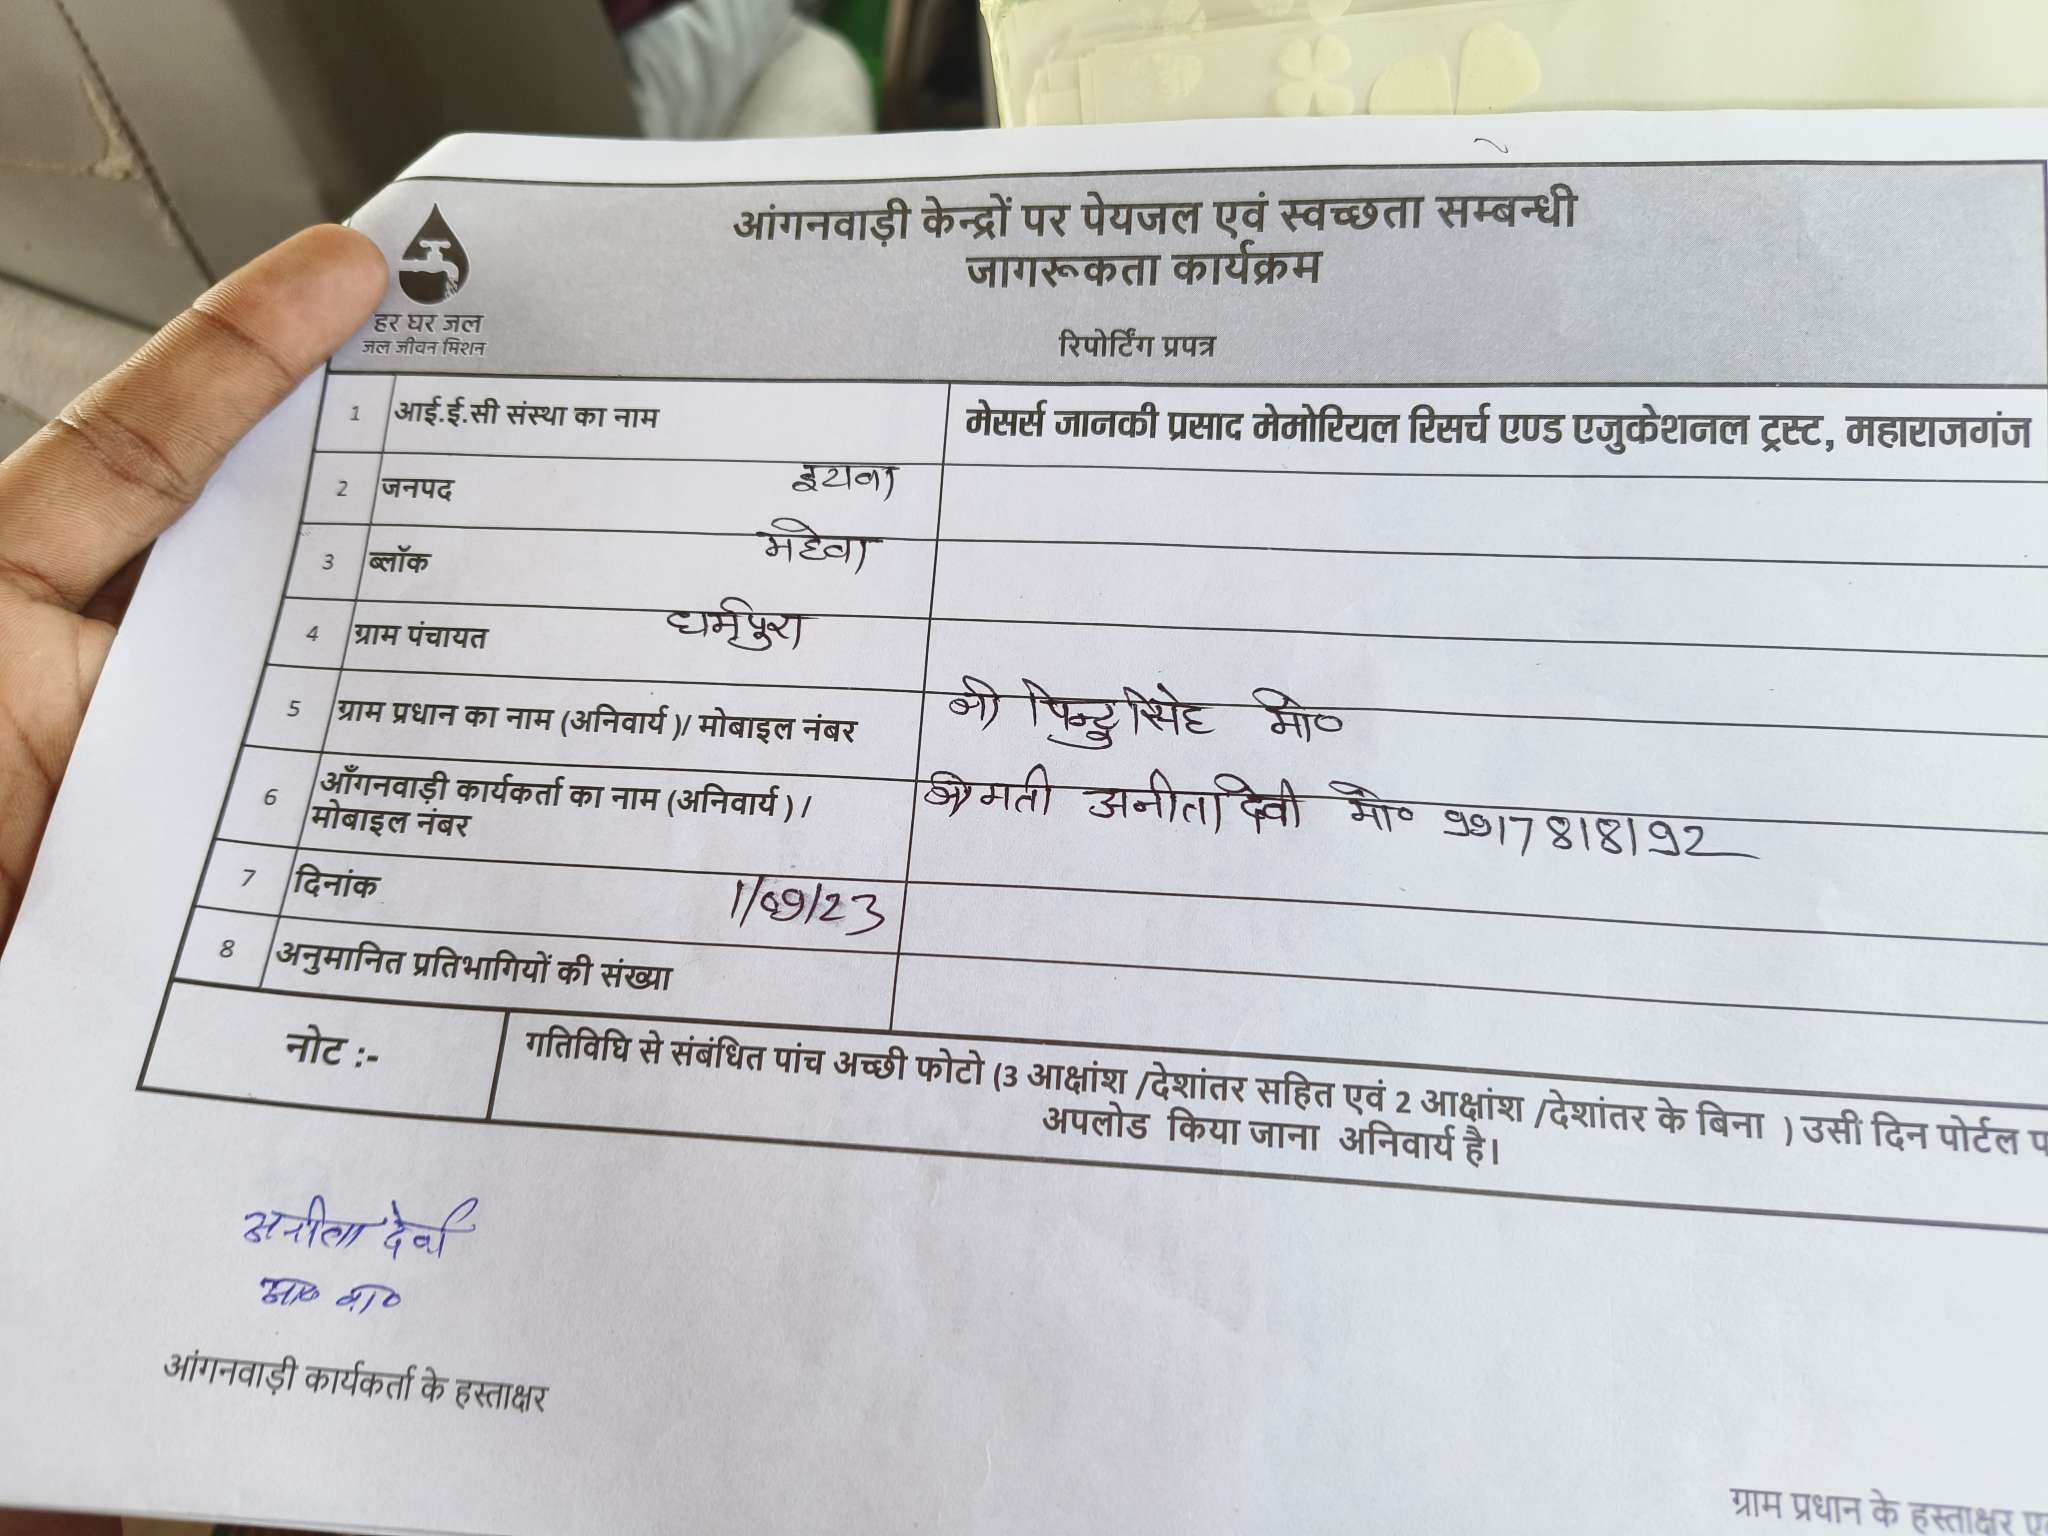 आंगनवाड़ी केन्द्रों पर पेयजल एवं स्वच्छता सम्बन्धी
जागरूकता कार्यक्रम
हर घर जल
जल जीवन मिशन
रिपोर्टिंग प्रपत्र
1 आई.ई.सी संस्था का नाम मेसर्स जानकी प्रसाद मेमोरियल रिसर्च एण्ड एजुकेशनल ट्रस्ट, महाराजगंज
2 जनपद इटावा
3 ब्लॉक महेवा
4 ग्राम पंचायत धर्मपुरा
5 ग्राम प्रधान का नाम (अनिवार्य )/ मोबाइल नंबर श्री पिन्टू सिंह मो०
6 आँगनवाड़ी कार्यकर्ता का नाम (अनिवार्य ) / श्रीमती अनीता देवी मो० 9917818192
मोबाइल नंबर
7 दिनांक 1/09/23
8 अनुमानित प्रतिभागियों की संख्या
नोट :- गतिविधि से संबंधित पांच अच्छी फोटो (3 आक्षांश /देशांतर सहित एवं 2 आक्षांश /देशांतर के बिना ) उसी दिन पोर्टल प
अपलोड किया जाना अनिवार्य है।
अनीता देवी
आंगनवाड़ी कार्यकर्ता के हस्ताक्षर
ग्राम प्रधान के हस्ताक्षर ए